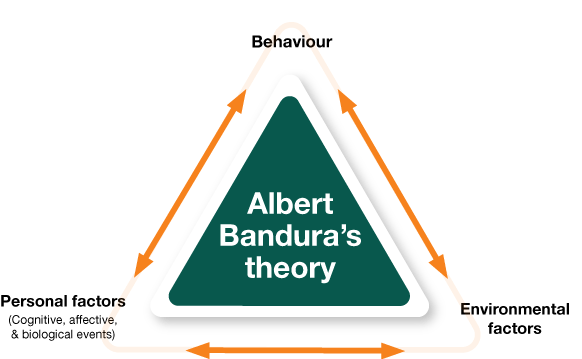 Behaviour
Albert
Bandura's
theory
Personal factors
(Cognitive, affective,
& biological events)
Environmental
factors